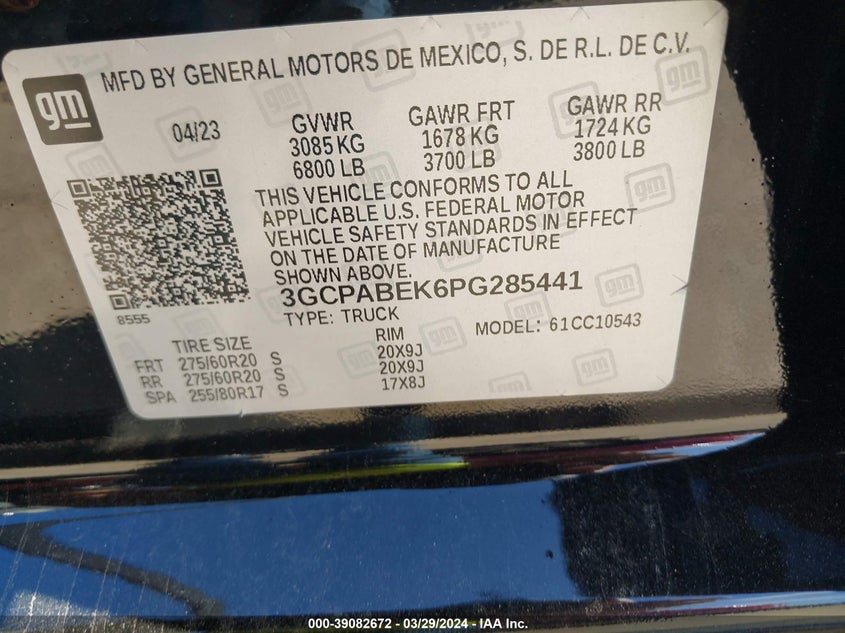 gm
MFD BY GENERAL MOTORS DE MEXICO, S. DE R.L. DE C.V.
04/23
GVWR
3085 KG
6800 LB
GAWR FRT
1678 KG
3700 LB
GAWR RR
1724 KG
3800 LB
THIS VEHICLE CONFORMS TO ALL
APPLICABLE U.S. FEDERAL MOTOR
VEHICLE SAFETY STANDARDS IN EFFECT
ON THE DATE OF MANUFACTURE
SHOWN ABOVE.
3GCPABEK6PG285441
8555
TYPE: TRUCK
MODEL: 61CC10543
TIRE SIZE RIM
FRT 275/60R20 S 20X9J
RR 275/60R20 S 20X9J
SPA 255/80R17 S 17X8J
000-39082672 - 03/29/2024 - IAA Inc.